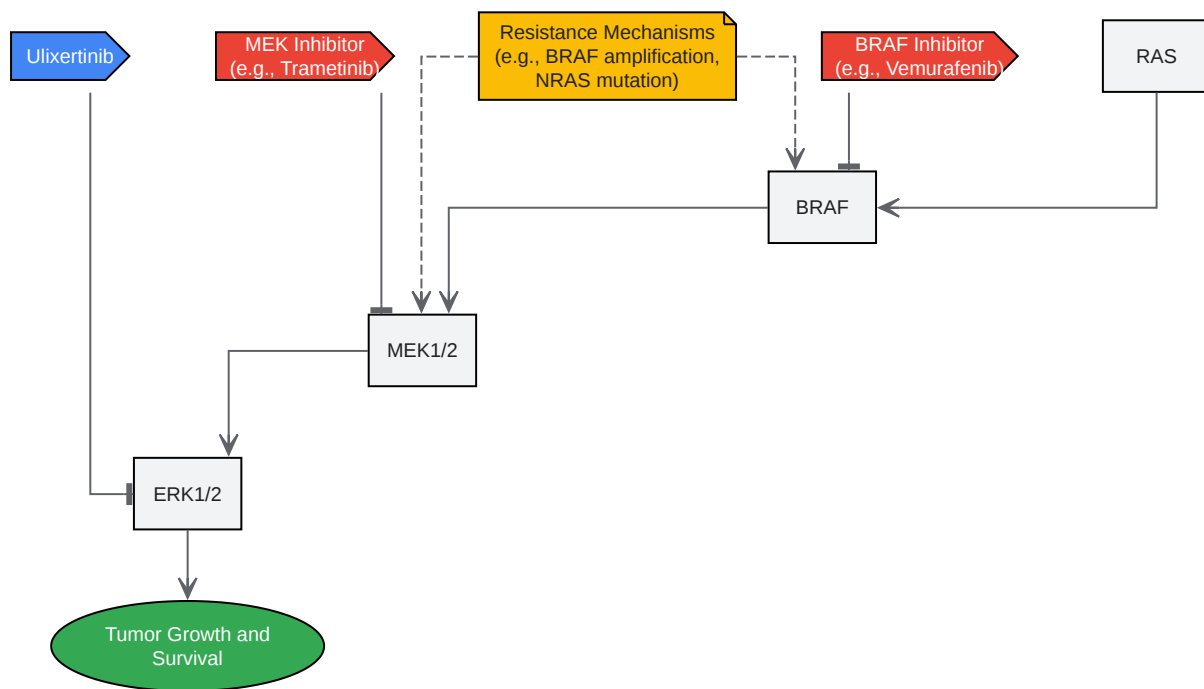 Ulixertinib
MEK Inhibitor
(e.g., Trametinib)
Resistance Mechanisms
(e.g., BRAF amplification,
NRAS mutation)
BRAF Inhibitor
(e.g., Vemurafenib)
RAS
BRAF
MEK1/2
ERK1/2
Tumor Growth and
Survival